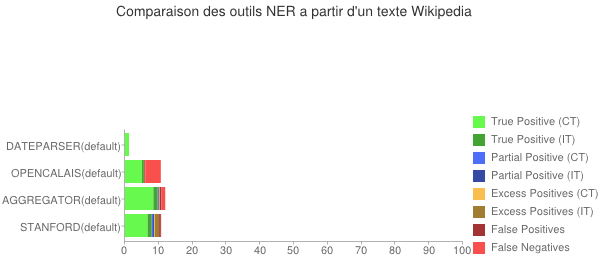 Comparaison des outils NER a partir d'un texte Wikipedia
DATEPARSER(default)
OPENCALAIS(default)
AGGREGATOR(default)
STANFORD(default)
0 10 20 30 40 50 60 70 80 90 100
True Positive (CT)
True Positive (IT)
Partial Positive (CT)
Partial Positive (IT)
Excess Positives (CT)
Excess Positives (IT)
False Positives
False Negatives